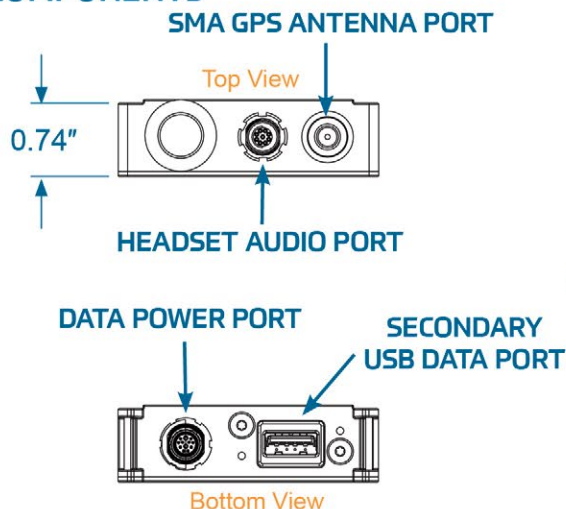 SMA GPS ANTENNA PORT
Top View
0.74"
HEADSET AUDIO PORT
DATA POWER PORT
SECONDARY
USB DATA PORT
Bottom View